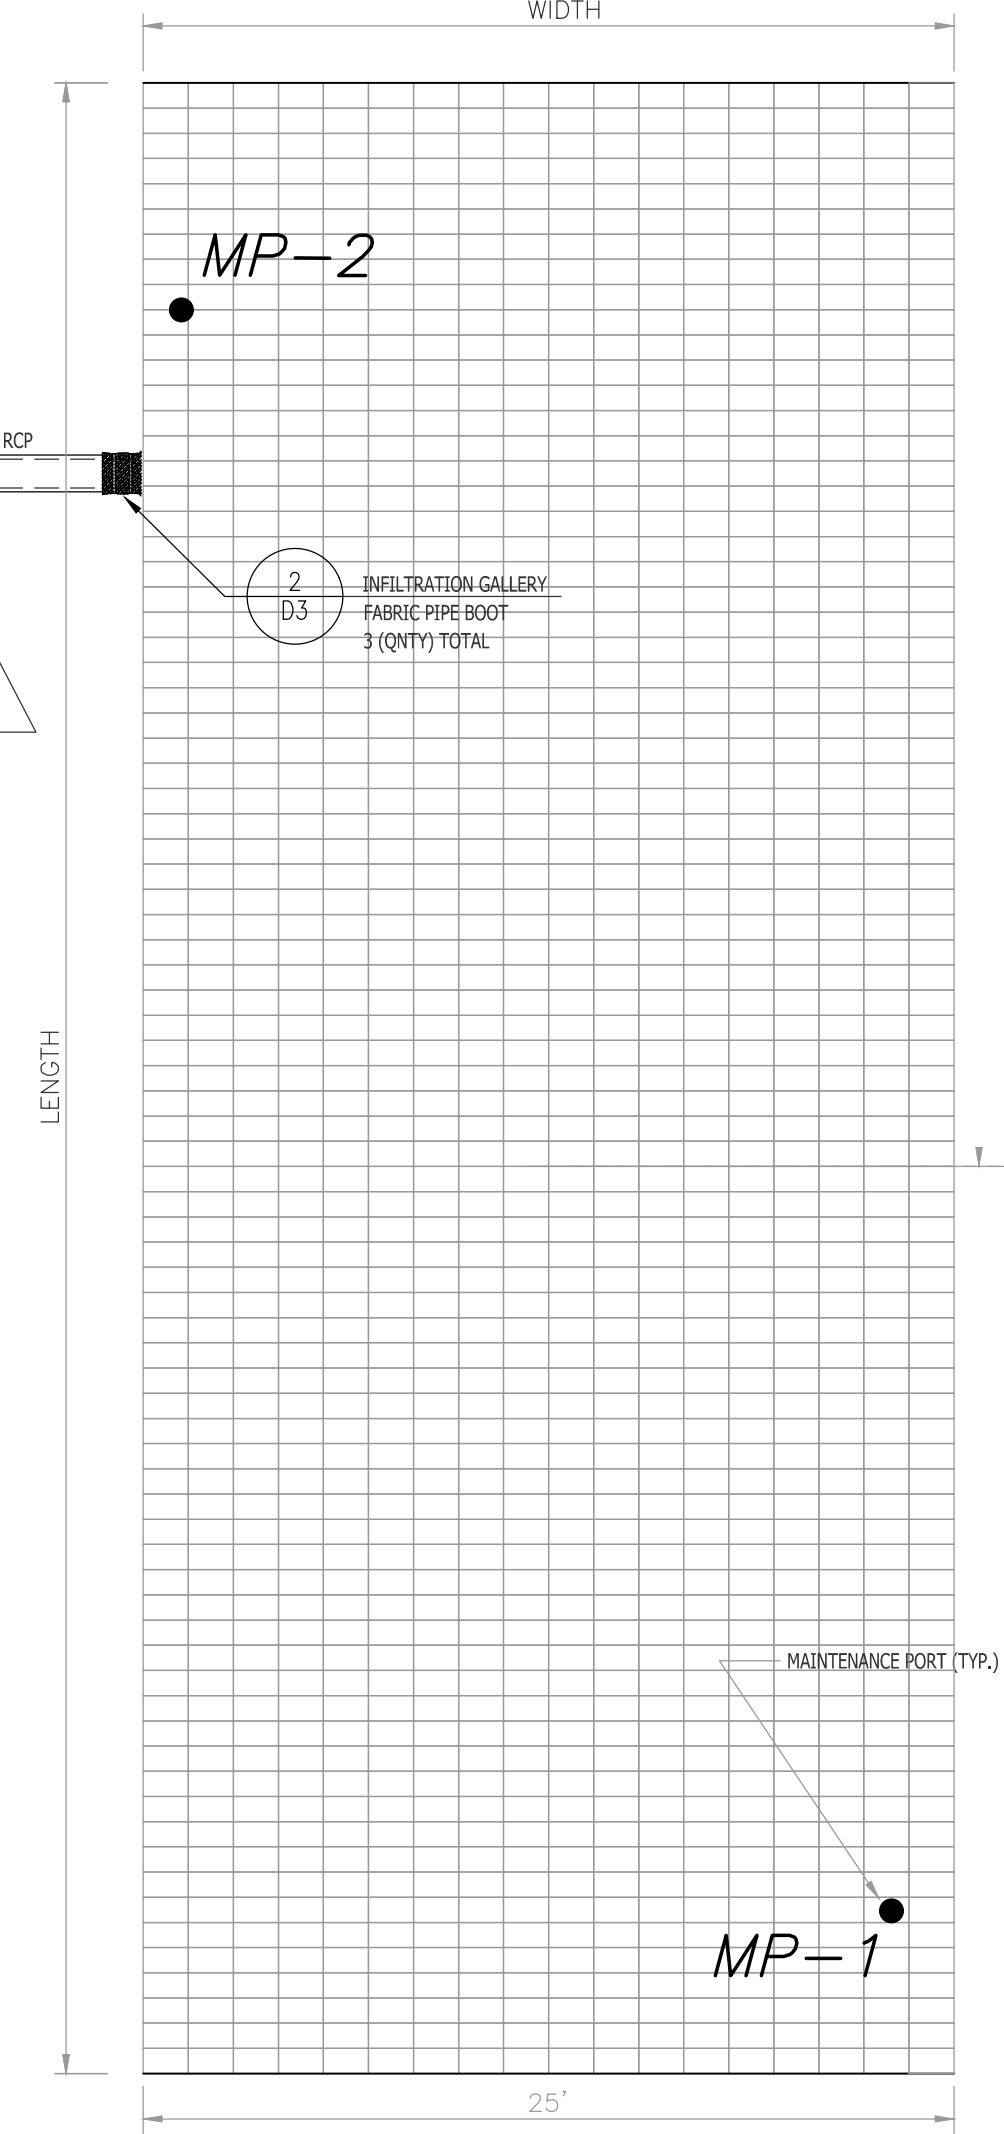 WIDTH
MP-2
RCP
2
D3
INFILTRATION GALLERY
FABRIC PIPE BOOT
3 (QNTY) TOTAL
LENGTH
MAINTENANCE PORT (TYP.)
MP-1
25'